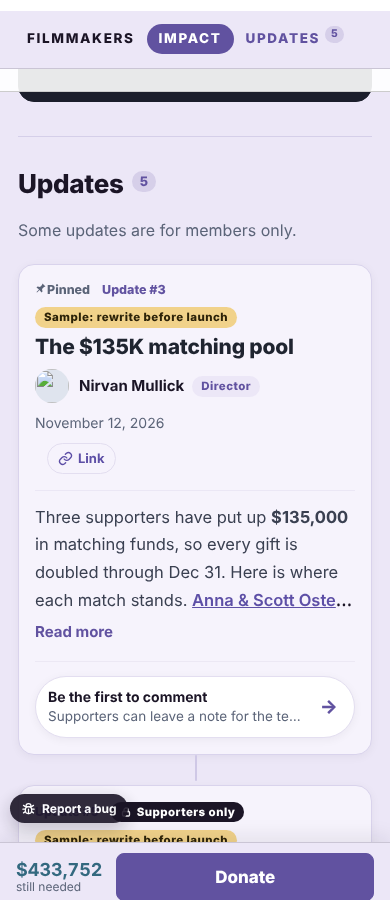 FILMMAKERS IMPACT UPDATES 5
Updates 5
Some updates are for members only.
Pinned Update #3
Sample: rewrite before launch
The $135K matching pool
Nirvan Mullick Director
November 12, 2026
Link
Three supporters have put up $135,000
in matching funds, so every gift is
doubled through Dec 31. Here is where
each match stands. Anna & Scott Oste...
Read more
Be the first to comment
Supporters can leave a note for the te...
Report a bug Supporters only
Sample: rewrite before launch
$433,752
still needed
Donate